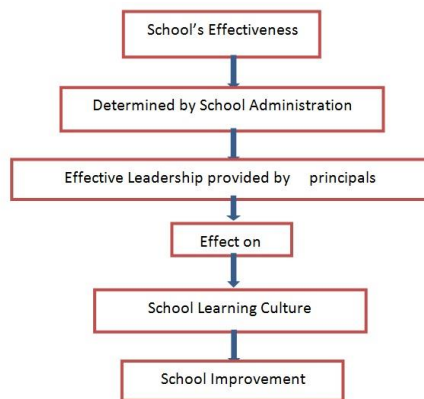 School’s Effectiveness
Determined by School Administration
Effective Leadership provided by principals
Effect on
School Learning Culture
School Improvement